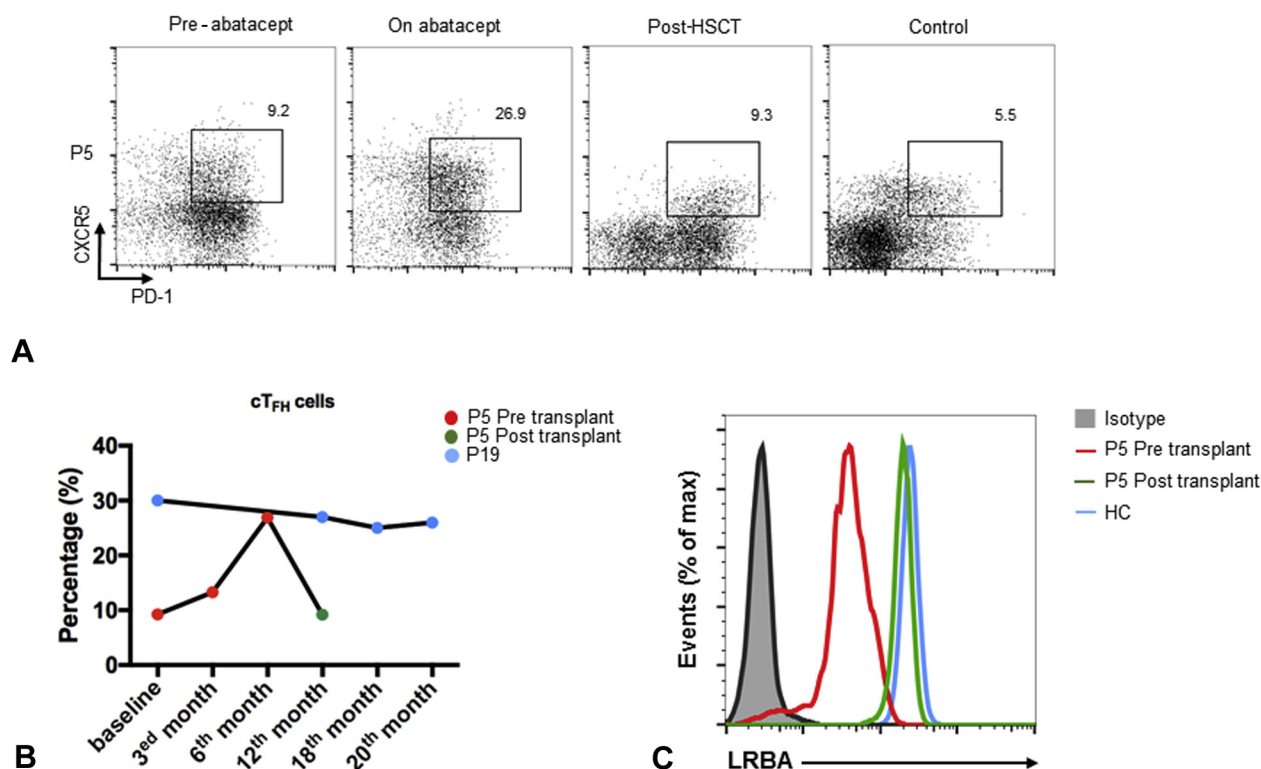 Pre-abatacept On abatacept Post-HSCT Control
9.2 26.9 9.3 5.5
P5
CXCR5
PD-1
A
cTFH cells
P5 Pre transplant
P5 Post transplant
P19
40
30
20
10
0
Percentage (%)
baseline
3ed month
6th month
12th month
18th month
20th month
B
Isotype
P5 Pre transplant
P5 Post transplant
HC
Events (% of max)
LRBA
C